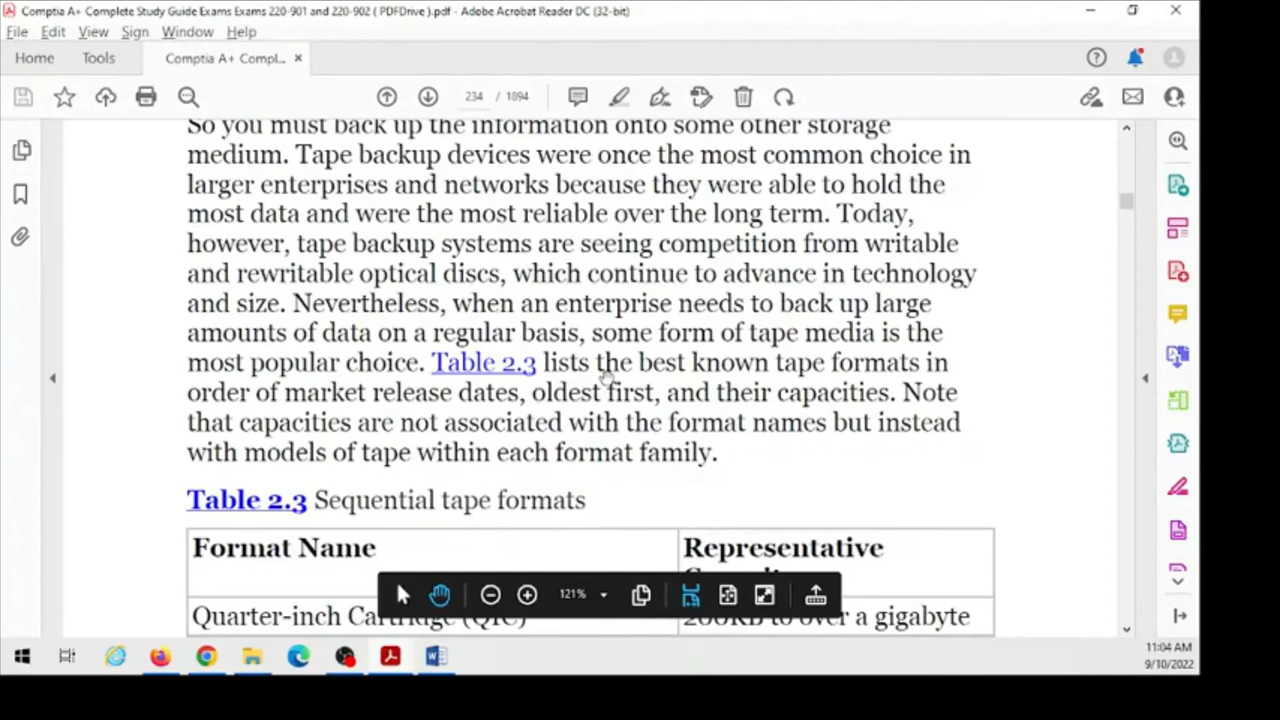 Comptia A+ Complete Study Guide Exams Exams 220-901 and 220-902 ( PDFDrive ).pdf - Adobe Acrobat Reader DC (32-bit)
File Edit View Sign Window Help
Home Tools Comptia A+ Compl... ×
234 / 1894
So you must back up the information onto some other storage
medium. Tape backup devices were once the most common choice in
larger enterprises and networks because they were able to hold the
most data and were the most reliable over the long term. Today,
however, tape backup systems are seeing competition from writable
and rewritable optical discs, which continue to advance in technology
and size. Nevertheless, when an enterprise needs to back up large
amounts of data on a regular basis, some form of tape media is the
most popular choice. Table 2.3 lists the best known tape formats in
order of market release dates, oldest first, and their capacities. Note
that capacities are not associated with the format names but instead
with models of tape within each format family.
Table 2.3 Sequential tape formats
Format Name Representative
121%
Quarter-inch Cartridge (QIC) 200KB to over a gigabyte
11:04 AM
9/10/2022